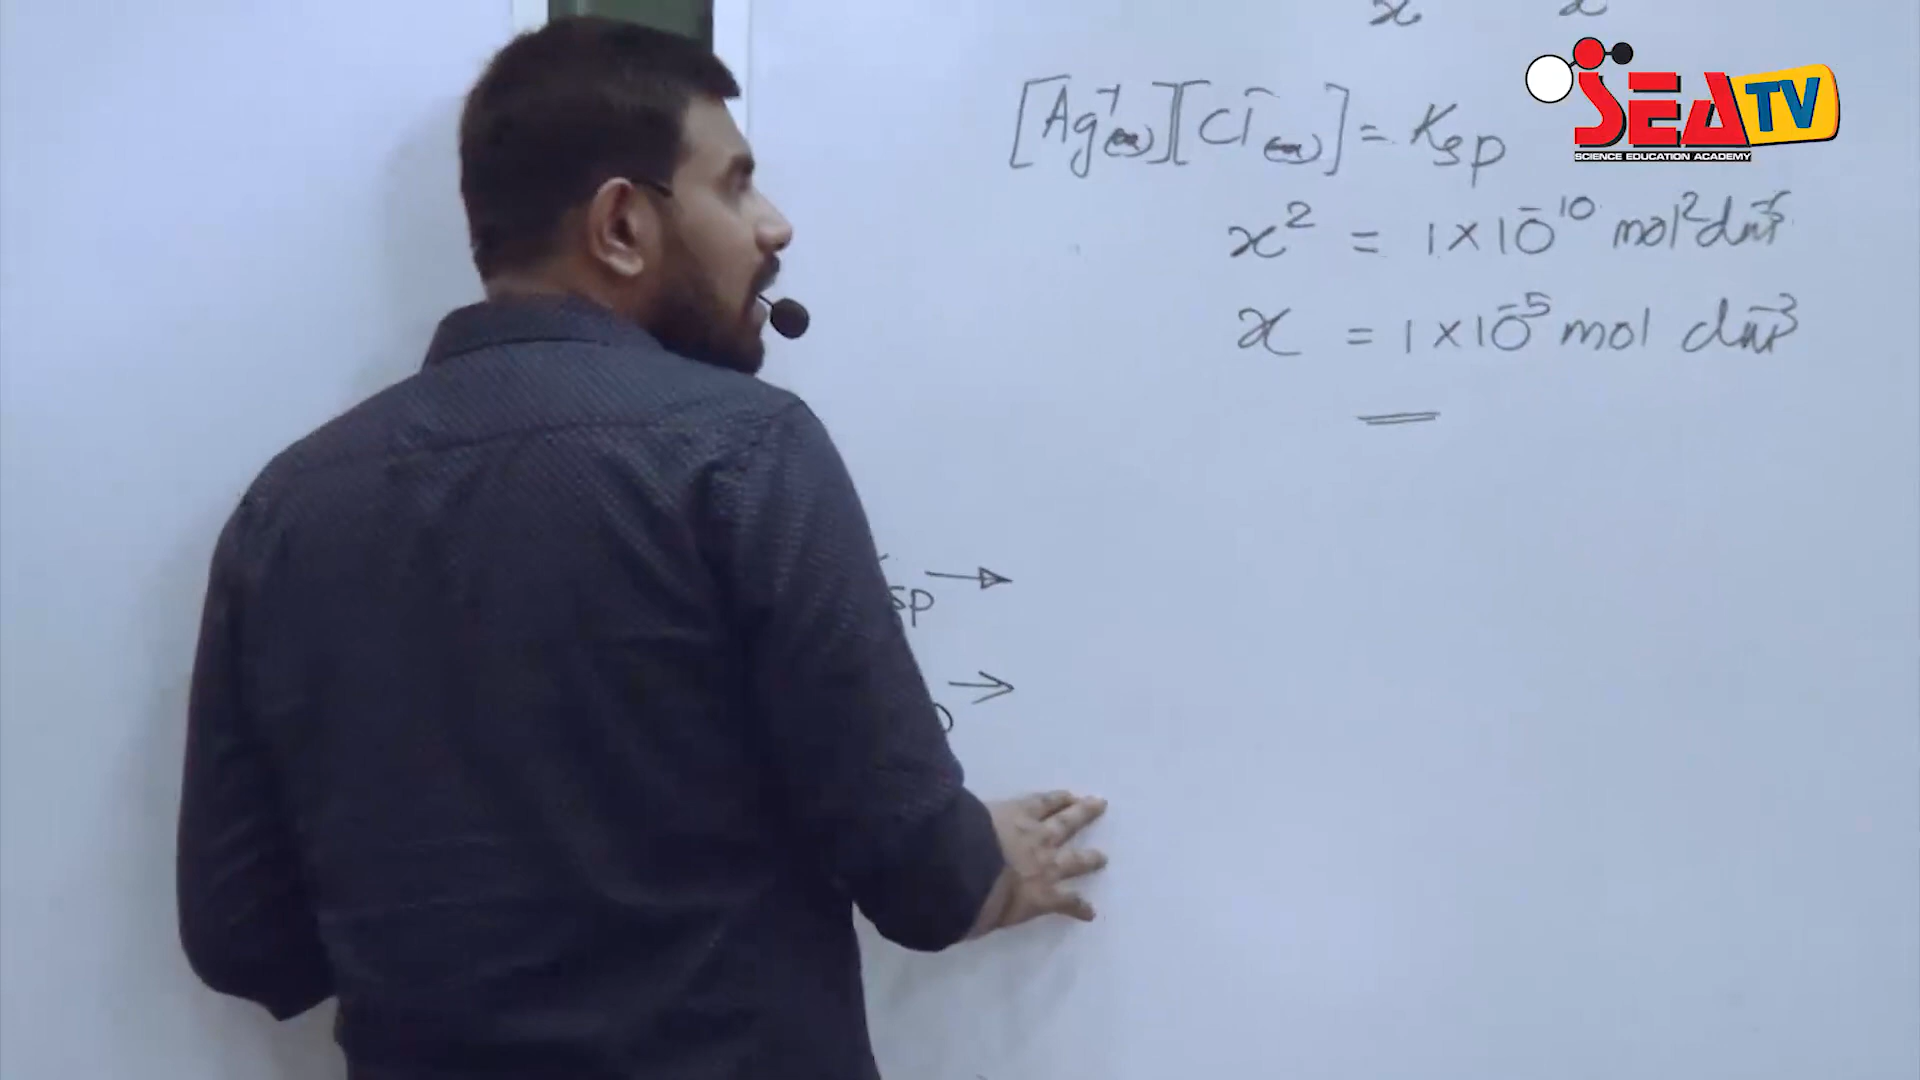 x x
SEA TV
SCIENCE EDUCATION ACADEMY
[Ag⁺(aq)][Cl⁻(aq)] = Ksp
x² = 1 × 10⁻¹⁰ mol² dm⁻⁶
x = 1 × 10⁻⁵ mol dm⁻³
sp →
→